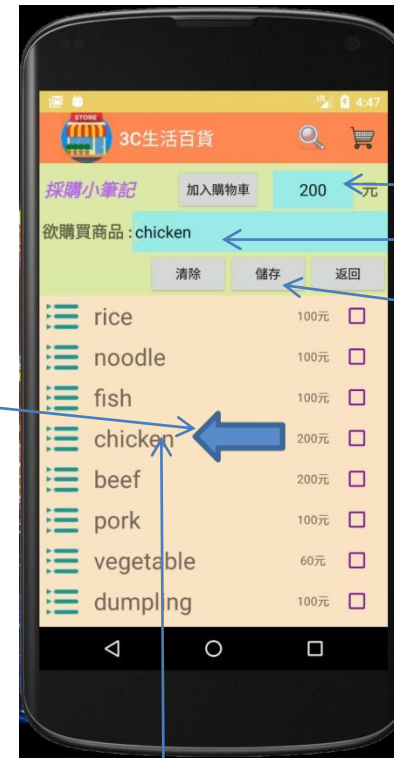 4:47
STORE
3C生活百貨
採購小筆記 加入購物車 200 元
欲購買商品 : chicken
清除 儲存 返回
rice 100元
noodle 100元
fish 100元
chicken 200元
beef 200元
pork 100元
vegetable 60元
dumpling 100元